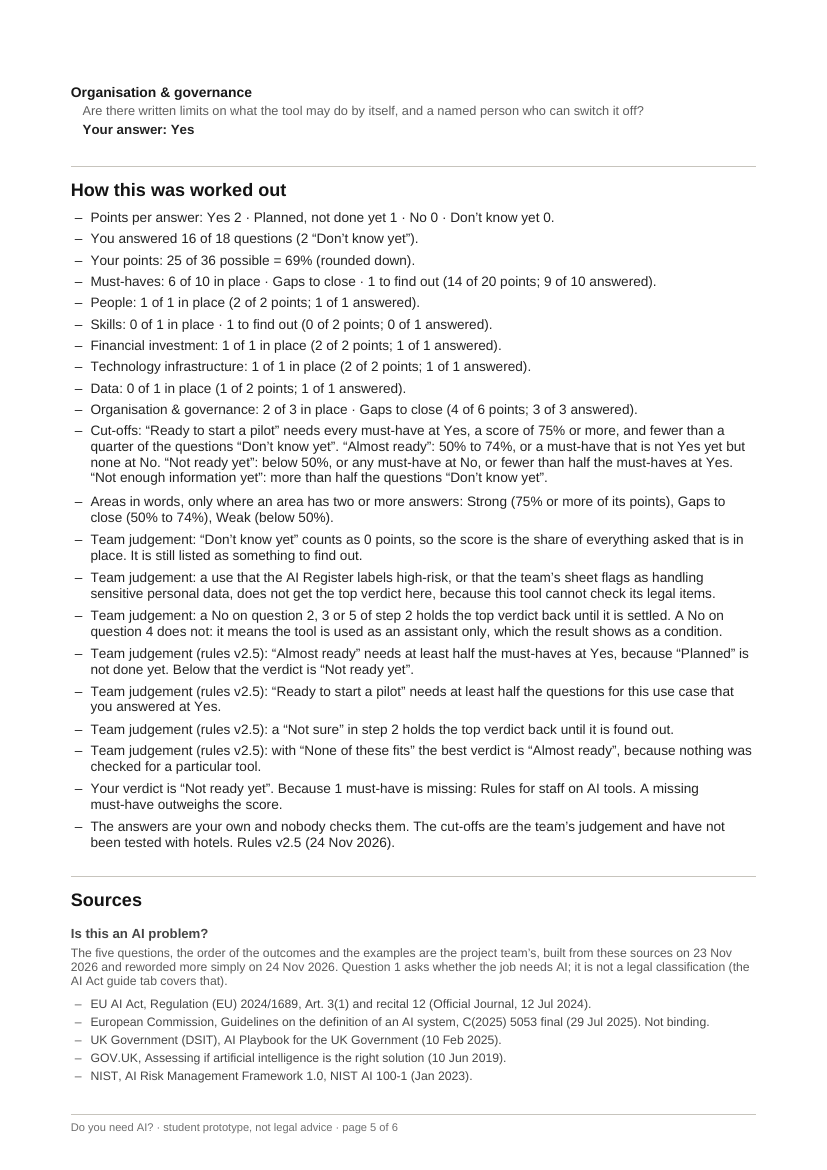 Organisation & governance
Are there written limits on what the tool may do by itself, and a named person who can switch it off?
Your answer: Yes
How this was worked out
– Points per answer: Yes 2 · Planned, not done yet 1 · No 0 · Don’t know yet 0.
– You answered 16 of 18 questions (2 “Don’t know yet”).
– Your points: 25 of 36 possible = 69% (rounded down).
– Must-haves: 6 of 10 in place · Gaps to close · 1 to find out (14 of 20 points; 9 of 10 answered).
– People: 1 of 1 in place (2 of 2 points; 1 of 1 answered).
– Skills: 0 of 1 in place · 1 to find out (0 of 2 points; 0 of 1 answered).
– Financial investment: 1 of 1 in place (2 of 2 points; 1 of 1 answered).
– Technology infrastructure: 1 of 1 in place (2 of 2 points; 1 of 1 answered).
– Data: 0 of 1 in place (1 of 2 points; 1 of 1 answered).
– Organisation & governance: 2 of 3 in place · Gaps to close (4 of 6 points; 3 of 3 answered).
– Cut-offs: “Ready to start a pilot” needs every must-have at Yes, a score of 75% or more, and fewer than a
quarter of the questions “Don’t know yet”. “Almost ready”: 50% to 74%, or a must-have that is not Yes yet but
none at No. “Not ready yet”: below 50%, or any must-have at No, or fewer than half the must-haves at Yes.
“Not enough information yet”: more than half the questions “Don’t know yet”.
– Areas in words, only where an area has two or more answers: Strong (75% or more of its points), Gaps to
close (50% to 74%), Weak (below 50%).
– Team judgement: “Don’t know yet” counts as 0 points, so the score is the share of everything asked that is in
place. It is still listed as something to find out.
– Team judgement: a use that the AI Register labels high-risk, or that the team’s sheet flags as handling
sensitive personal data, does not get the top verdict here, because this tool cannot check its legal items.
– Team judgement: a No on question 2, 3 or 5 of step 2 holds the top verdict back until it is settled. A No on
question 4 does not: it means the tool is used as an assistant only, which the result shows as a condition.
– Team judgement (rules v2.5): “Almost ready” needs at least half the must-haves at Yes, because “Planned” is
not done yet. Below that the verdict is “Not ready yet”.
– Team judgement (rules v2.5): “Ready to start a pilot” needs at least half the questions for this use case that
you answered at Yes.
– Team judgement (rules v2.5): a “Not sure” in step 2 holds the top verdict back until it is found out.
– Team judgement (rules v2.5): with “None of these fits” the best verdict is “Almost ready”, because nothing was
checked for a particular tool.
– Your verdict is “Not ready yet”. Because 1 must-have is missing: Rules for staff on AI tools. A missing
must-have outweighs the score.
– The answers are your own and nobody checks them. The cut-offs are the team’s judgement and have not
been tested with hotels. Rules v2.5 (24 Nov 2026).
Sources
Is this an AI problem?
The five questions, the order of the outcomes and the examples are the project team’s, built from these sources on 23 Nov
2026 and reworded more simply on 24 Nov 2026. Question 1 asks whether the job needs AI; it is not a legal classification (the
AI Act guide tab covers that).
– EU AI Act, Regulation (EU) 2024/1689, Art. 3(1) and recital 12 (Official Journal, 12 Jul 2024).
– European Commission, Guidelines on the definition of an AI system, C(2025) 5053 final (29 Jul 2025). Not binding.
– UK Government (DSIT), AI Playbook for the UK Government (10 Feb 2025).
– GOV.UK, Assessing if artificial intelligence is the right solution (10 Jun 2019).
– NIST, AI Risk Management Framework 1.0, NIST AI 100-1 (Jan 2023).
Do you need AI? · student prototype, not legal advice · page 5 of 6